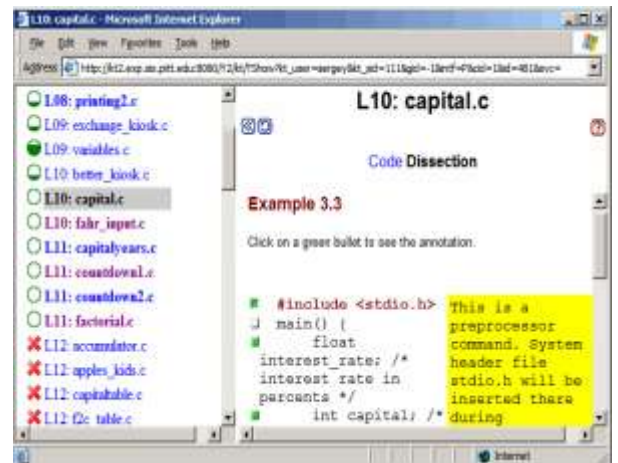 L10: capital.c - Microsoft Internet Explorer
File Edit View Favorites Tools Help
Address
L08: printing2.c
L09: exchange_kiosk.c
L09: variables.c
L10: better_kiosk.c
L10: capital.c
L10: fahr_input.c
L11: capitalyears.c
L11: countdown1.c
L11: countdown2.c
L11: factorial.c
L12: accumulator.c
L12: apples_kids.c
L12: capitaltable.c
L12: f2c_table.c
L10: capital.c
Code Dissection
Example 3.3
Click on a green bullet to see the annotation.
#include <stdio.h>
main() {
float
interest_rate; /*
interest rate in
percents */
int capital; /*
This is a
preprocessor
command. System
header file
stdio.h will be
inserted there
during
Internet